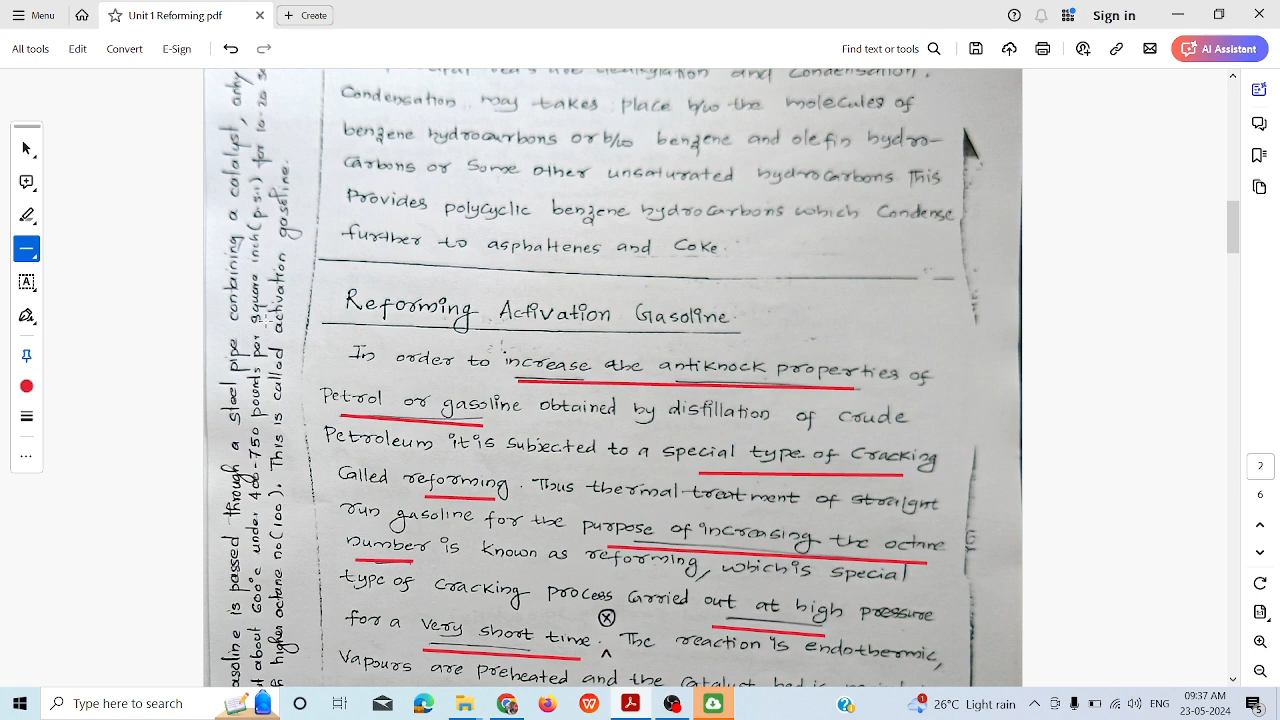 Menu
Unit 1 Reforming.pdf
Create
Sign in
All tools
Edit
Convert
E-Sign
Find text or tools
AI Assistant
and Condensation.
Condensation may takes place b/w the molecules of
benzene hydrocarbons or b/w benzene and olefin hydro-
carbons or Some other unsaturated hydrocarbons This
Provides polycyclic benzene hydrocarbons which Condense
further to asphaltenes and Coke.
Reforming Activation Gasoline.
In order to increase the antiknock properties of
Petrol or gasoline obtained by distillation of crude
Petroleum it is subjected to a special type of Cracking
Called reforming. Thus thermal treatment of straight
run gasoline for the purpose of increasing the octane
number is known as reforming, which is special
type of cracking process carried out at high pressure
for a very short time. The reaction is endothermic,
Vapours are preheated and the Catalyst bed is
gasoline is passed through a steel pipe containing a catalyst,
at about 600°c under 400-750 pounds per square inch (p.s.i) for 10-20
higher octane no (100). This is called activation gaseline.
2
6
Type here to search
26°C Light rain
ENG
09:37 AM
23-05-2024